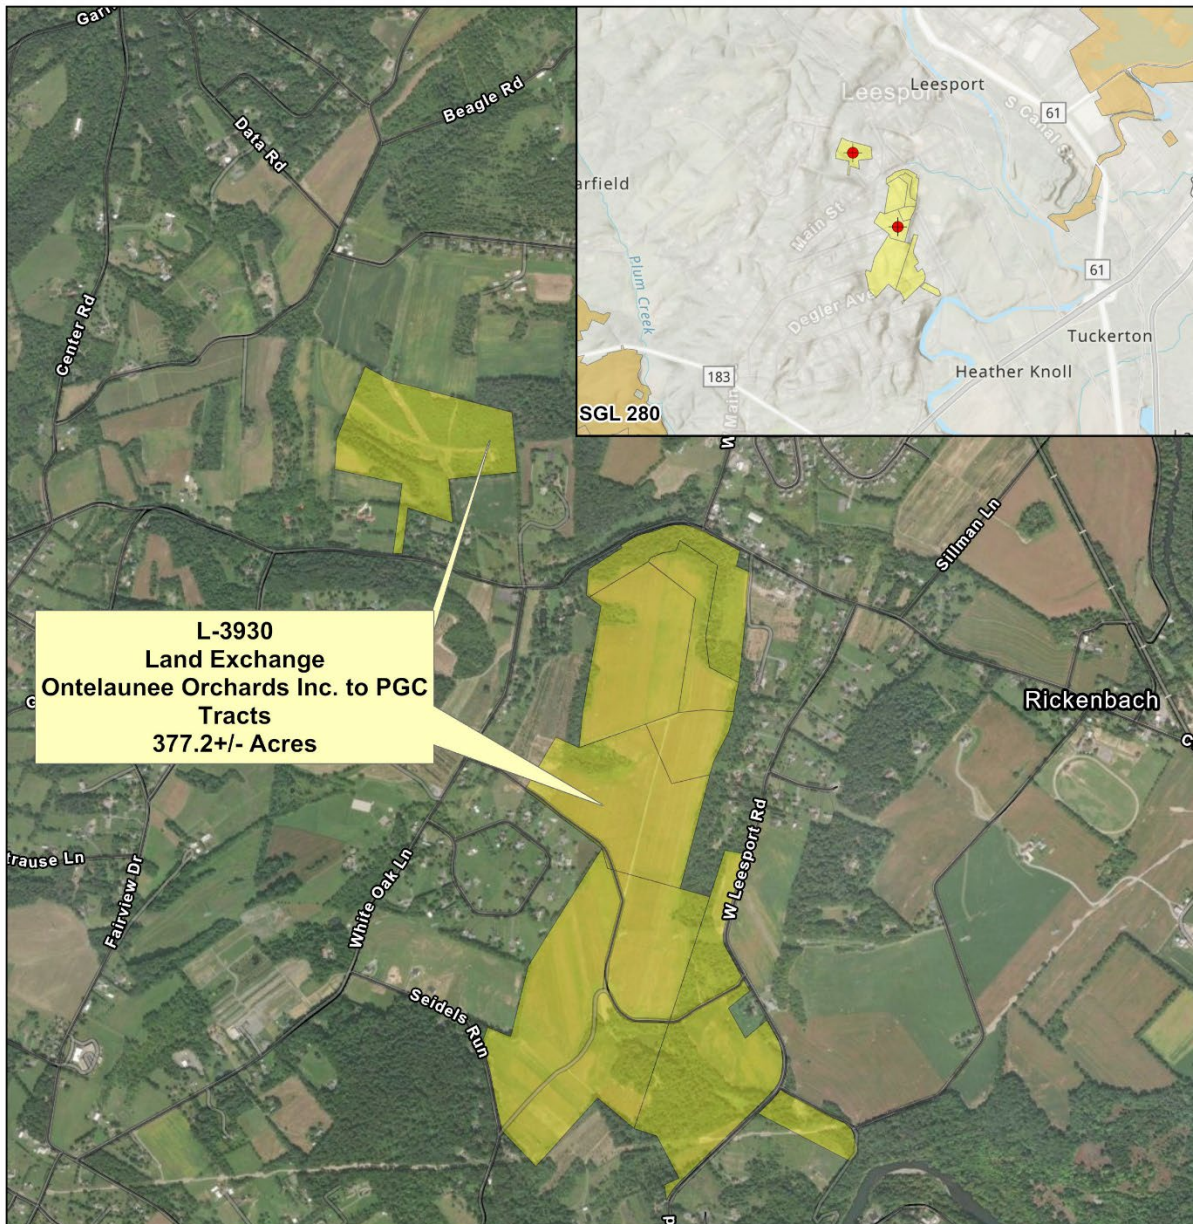 Beagle Rd
Data Rd
Center Rd
Leesport
Leesport
S Canal St
61
arfield
Main St
Plum Creek
Degler Ave
61
Tuckerton
Heather Knoll
183
SGL 280
Sillman Ln
L-3930
Land Exchange
Ontelaunee Orchards Inc. to PGC
Tracts
377.2+/- Acres
Rickenbach
W Leesport Rd
trause Ln
Fairview Dr
White Oak Ln
Seidels Run